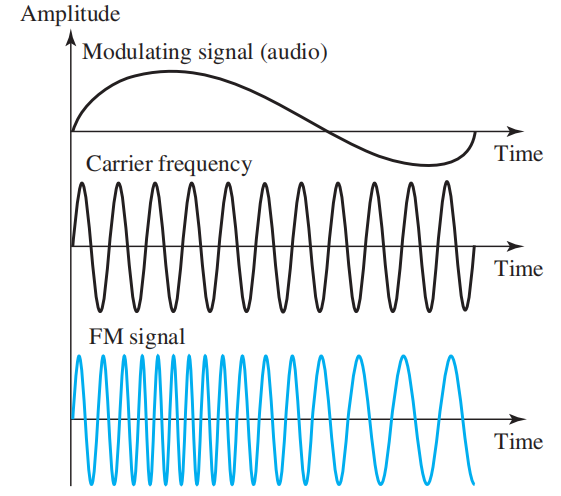 Amplitude
Modulating signal (audio)
Time
Carrier frequency
Time
FM signal
Time